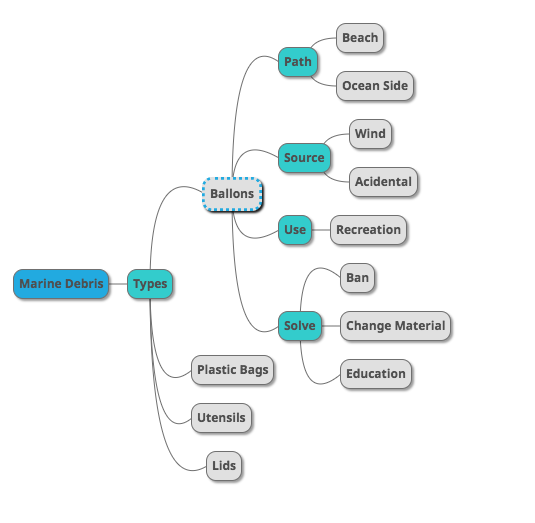 Beach
Path
Ocean Side
Wind
Source
Acidental
Ballons
Use
Recreation
Ban
Marine Debris
Types
Solve
Change Material
Education
Plastic Bags
Utensils
Lids